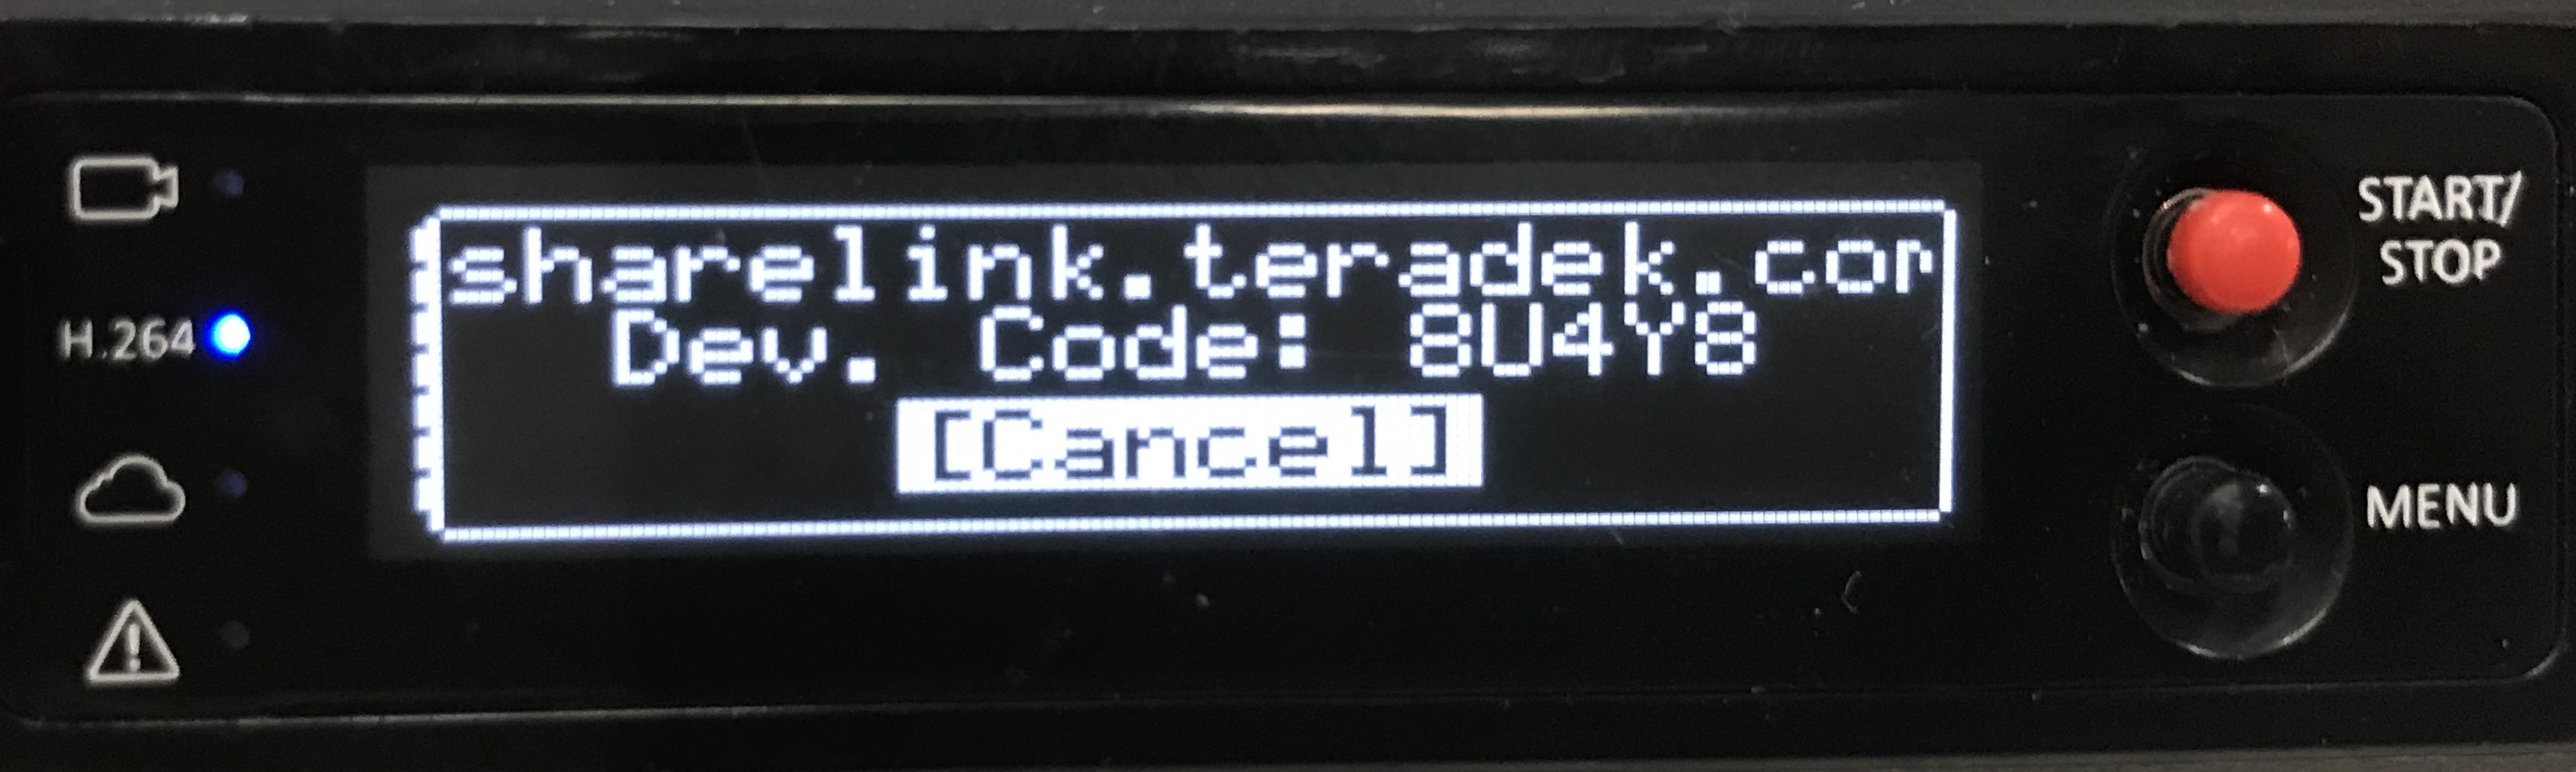 sharelink.teradek.com
Dev. Code: 8U4Y8
[Cancel]
H.264
START/
STOP
MENU